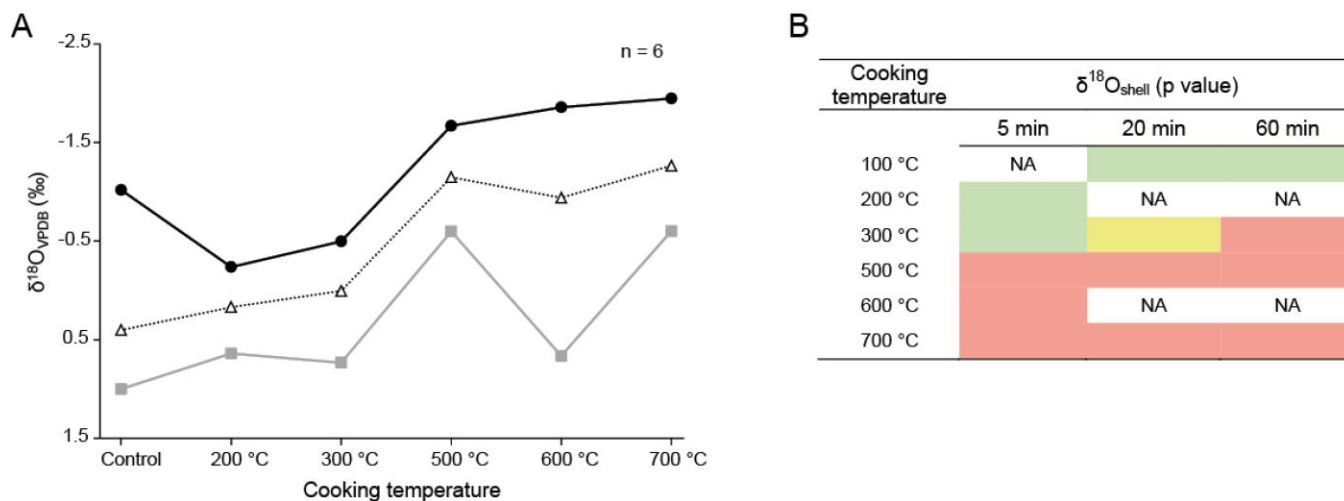 A
-2.5
-1.5
-0.5
0.5
1.5
δ¹⁸O_VPDB (‰)
n = 6
Control 200 °C 300 °C 500 °C 600 °C 700 °C
Cooking temperature
B
Cooking temperature
δ¹⁸O_shell (p value)
5 min 20 min 60 min
100 °C NA
200 °C NA NA
300 °C
500 °C
600 °C NA NA
700 °C